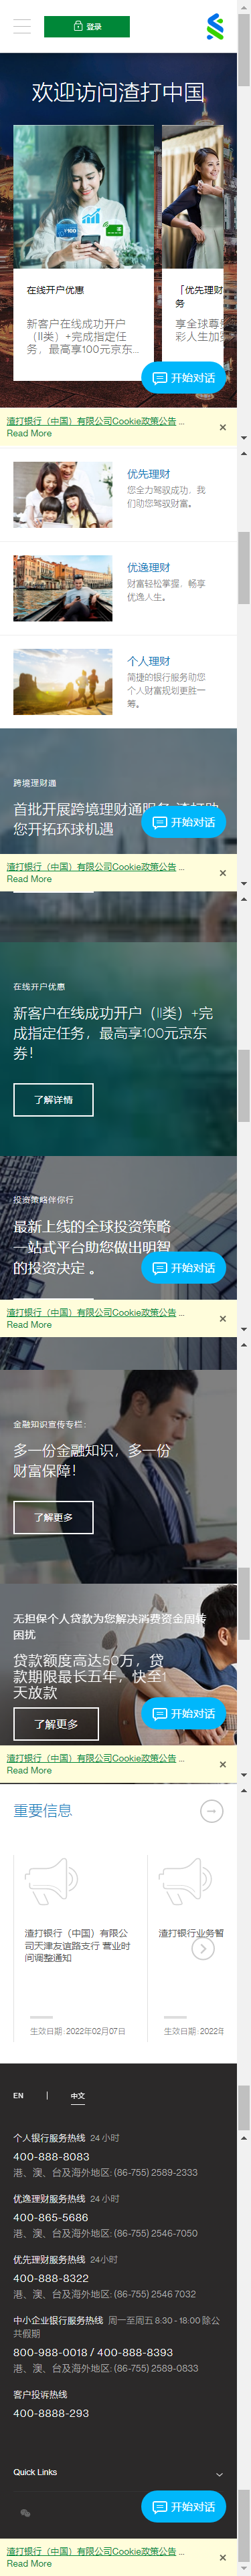 登录
欢迎访问渣打中国
在线开户优惠
新客户在线成功开户
（II类）+完成指定任
务，最高享100元京东...
「优先理财
务
享全球尊
彩人生加
开始对话
渣打银行（中国）有限公司Cookie政策公告 ...
Read More
×
优先理财
您全力驾驭成功，我
们助您驾驭财富。
优逸理财
财富轻松掌握，畅享
优逸人生。
个人理财
简捷的银行服务助您
个人财富规划更胜一
筹。
跨境理财通
首批开展跨境理财通服务 渣打助
您开拓环球机遇
开始对话
渣打银行（中国）有限公司Cookie政策公告 ...
Read More
×
在线开户优惠
新客户在线成功开户（II类）+完
成指定任务，最高享100元京东
券！
了解详情
投资策略伴你行
最新上线的全球投资策略
一站式平台助您做出明智
的投资决定 。
开始对话
渣打银行（中国）有限公司Cookie政策公告 ...
Read More
×
金融知识宣传专栏：
多一份金融知识，多一份
财富保障！
了解更多
无担保个人贷款为您解决消费资金周转
困扰
贷款额度高达50万，贷
款期限最长五年，快至1
天放款
了解更多
开始对话
渣打银行（中国）有限公司Cookie政策公告 ...
Read More
×
重要信息
渣打银行（中国）有限公
司天津友谊路支行 营业时
间调整通知
生效日期:2022年02月07日
渣打银行业务暂
生效日期:2022年
EN | 中文
个人银行服务热线 24 小时
400-888-8083
港、澳、台及海外地区: (86-755) 2589-2333
优逸理财服务热线 24 小时
400-865-5686
港、澳、台及海外地区: (86-755) 2546-7050
优先理财服务热线 24小时
400-888-8322
港、澳、台及海外地区: (86-755) 2546 7032
中小企业银行服务热线 周一至周五 8:30 - 18:00 除公
共假期
800-988-0018 / 400-888-8393
港、澳、台及海外地区: (86-755) 2589-0833
客户投诉热线
400-8888-293
Quick Links
开始对话
渣打银行（中国）有限公司Cookie政策公告 ...
Read More
×